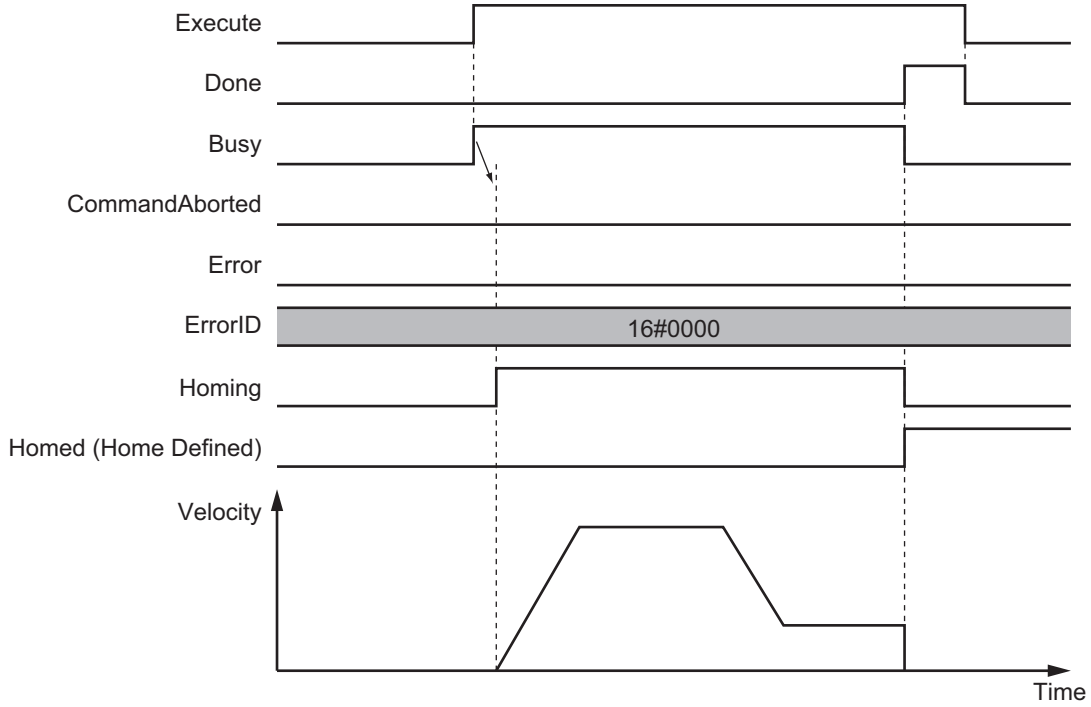 Execute
Done
Busy
CommandAborted
Error
ErrorID
16#0000
Homing
Homed (Home Defined)
Velocity
Time